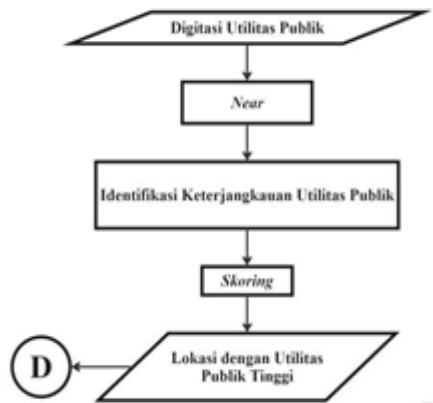 Digitasi Utilitas Publik
Near
Identifikasi Keterjangkauan Utilitas Publik
Skoring
Lokasi dengan Utilitas
Publik Tinggi
D